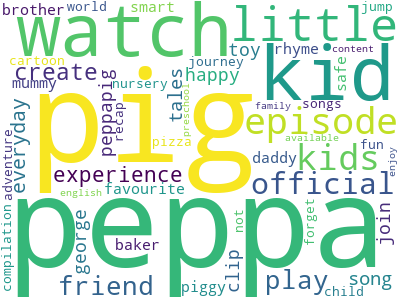 brother world smart jump
watch little
cartoon toy rhyme content
create happy journey safe
mummy nursery tales kid
pig
peppapig recap songs
preschool
everyday episode
pizza family available
experience daddy kids fun
enjoy
adventure
english favourite official
peppa
george baker not forget join
compilation
friend piggy clip play song
child